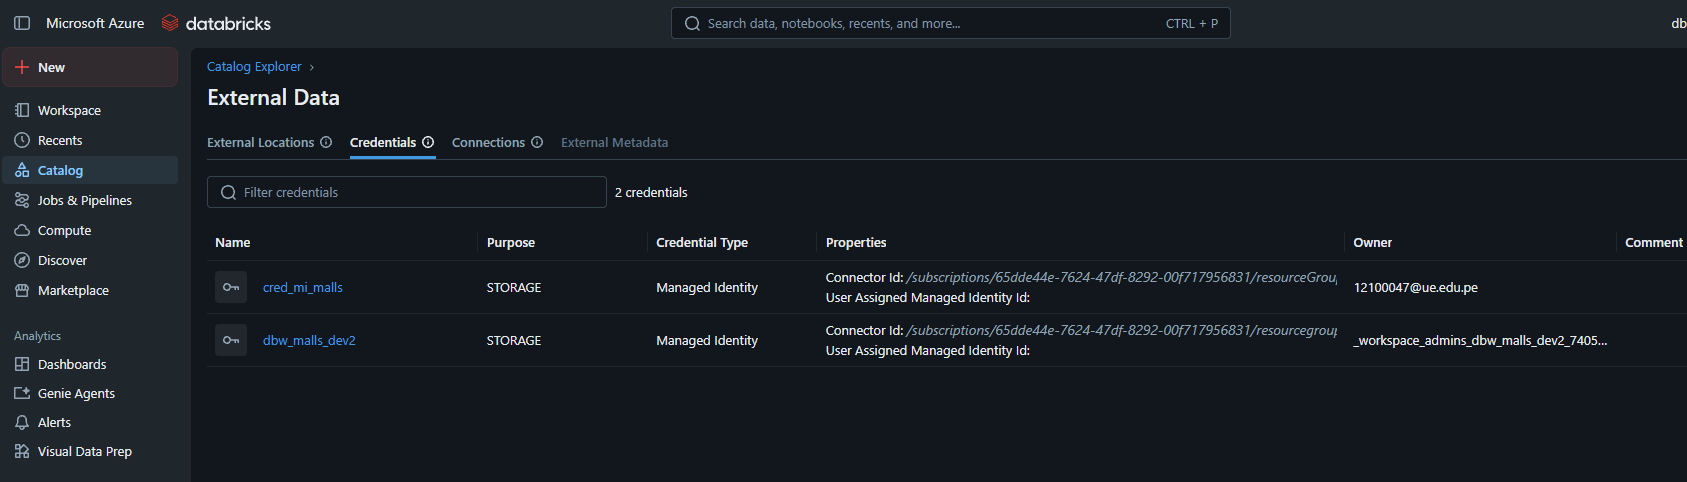 Microsoft Azure databricks
Search data, notebooks, recents, and more... CTRL + P
db
New
Workspace
Recents
Catalog
Jobs & Pipelines
Compute
Discover
Marketplace
Analytics
Dashboards
Genie Agents
Alerts
Visual Data Prep
Catalog Explorer ›
External Data
External Locations Credentials Connections External Metadata
Filter credentials 2 credentials
Name Purpose Credential Type Properties Owner Comment
cred_mi_malls STORAGE Managed Identity Connector Id: /subscriptions/65dde44e-7624-47df-8292-00f717956831/resourceGroup 12100047@ue.edu.pe
User Assigned Managed Identity Id:
dbw_malls_dev2 STORAGE Managed Identity Connector Id: /subscriptions/65dde44e-7624-47df-8292-00f717956831/resourcegroup _workspace_admins_dbw_malls_dev2_7405...
User Assigned Managed Identity Id: